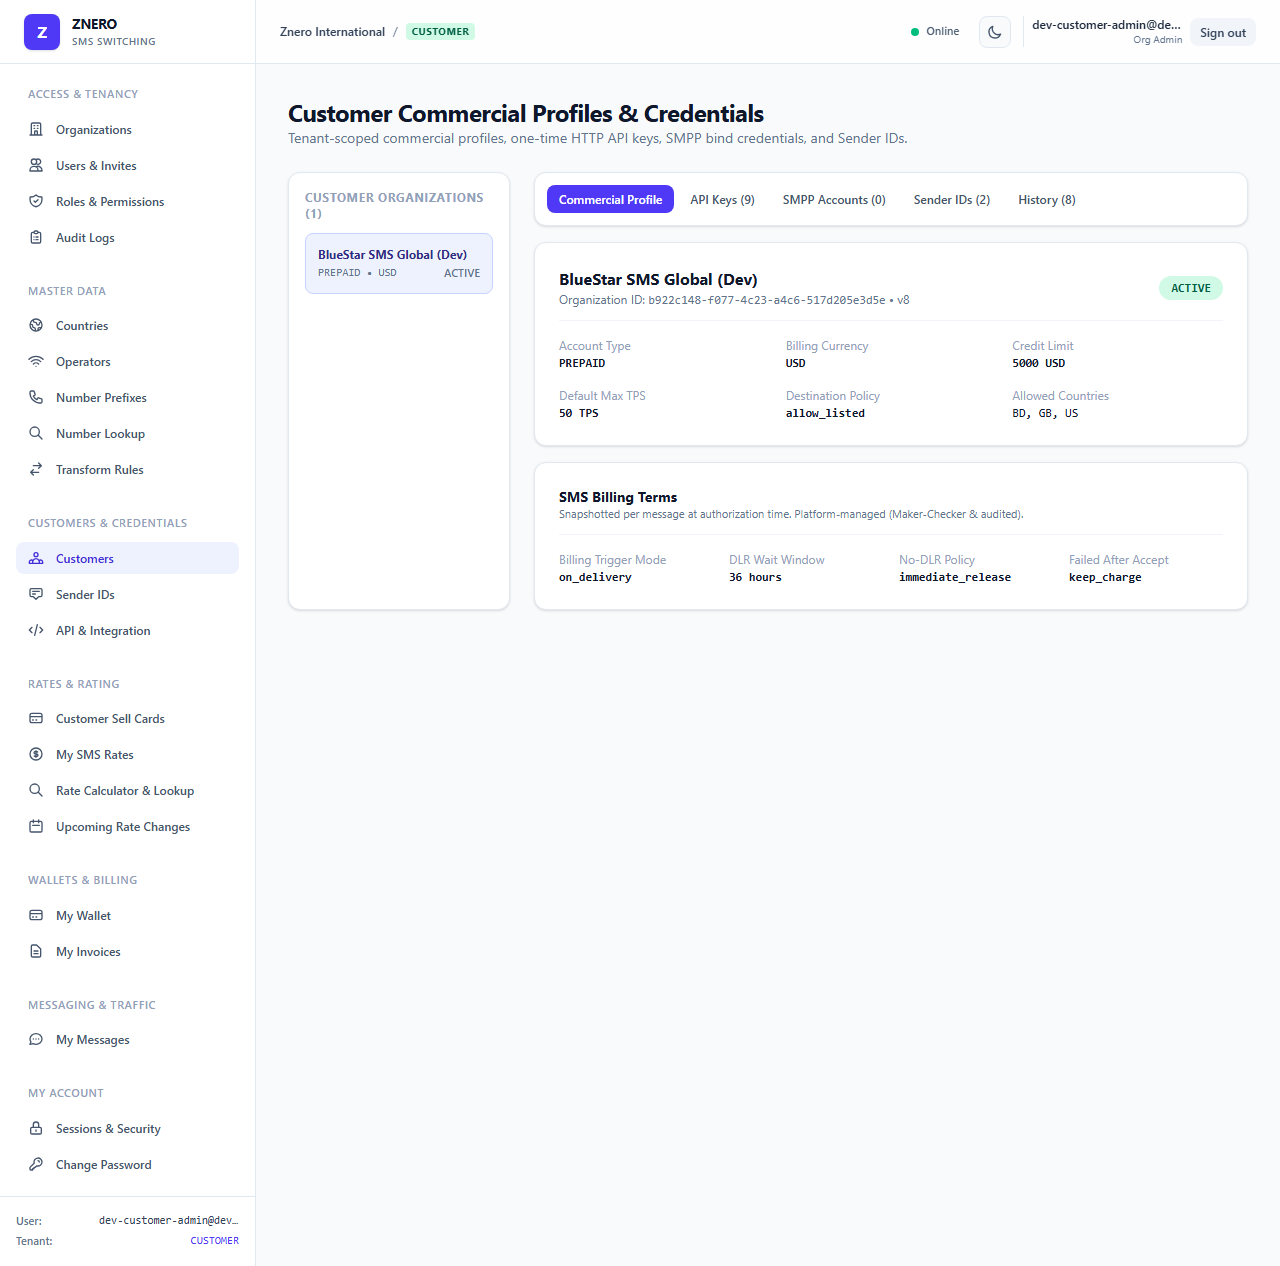 Z
ZNERO
SMS SWITCHING
Znero International / CUSTOMER
Online
dev-customer-admin@de...
Org Admin
Sign out
ACCESS & TENANCY
Organizations
Users & Invites
Roles & Permissions
Audit Logs
MASTER DATA
Countries
Operators
Number Prefixes
Number Lookup
Transform Rules
CUSTOMERS & CREDENTIALS
Customers
Sender IDs
API & Integration
RATES & RATING
Customer Sell Cards
My SMS Rates
Rate Calculator & Lookup
Upcoming Rate Changes
WALLETS & BILLING
My Wallet
My Invoices
MESSAGING & TRAFFIC
My Messages
MY ACCOUNT
Sessions & Security
Change Password
User: dev-customer-admin@dev...
Tenant: CUSTOMER
Customer Commercial Profiles & Credentials
Tenant-scoped commercial profiles, one-time HTTP API keys, SMPP bind credentials, and Sender IDs.
CUSTOMER ORGANIZATIONS
(1)
BlueStar SMS Global (Dev)
PREPAID • USD ACTIVE
Commercial Profile API Keys (9) SMPP Accounts (0) Sender IDs (2) History (8)
BlueStar SMS Global (Dev)
Organization ID: b922c148-f077-4c23-a4c6-517d205e3d5e • v8
ACTIVE
Account Type Billing Currency Credit Limit
PREPAID USD 5000 USD
Default Max TPS Destination Policy Allowed Countries
50 TPS allow_listed BD, GB, US
SMS Billing Terms
Snapshotted per message at authorization time. Platform-managed (Maker-Checker & audited).
Billing Trigger Mode DLR Wait Window No-DLR Policy Failed After Accept
on_delivery 36 hours immediate_release keep_charge